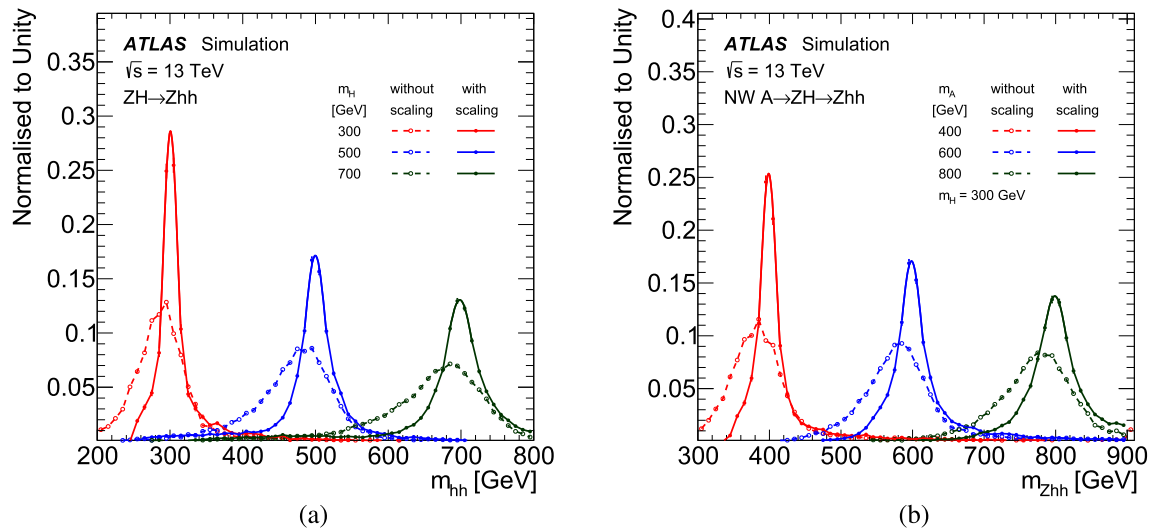 Normalised to Unity
0.35
0.3
0.25
0.2
0.15
0.1
0.05
ATLAS Simulation
√s = 13 TeV
ZH→Zhh
m_H [GeV] without scaling with scaling
300
500
700
200 300 400 500 600 700 800
m_hh [GeV]
(a)
Normalised to Unity
0.4
0.35
0.3
0.25
0.2
0.15
0.1
0.05
ATLAS Simulation
√s = 13 TeV
NW A→ZH→Zhh
m_A [GeV] without scaling with scaling
400
600
800
m_H = 300 GeV
300 400 500 600 700 800 900
m_Zhh [GeV]
(b)